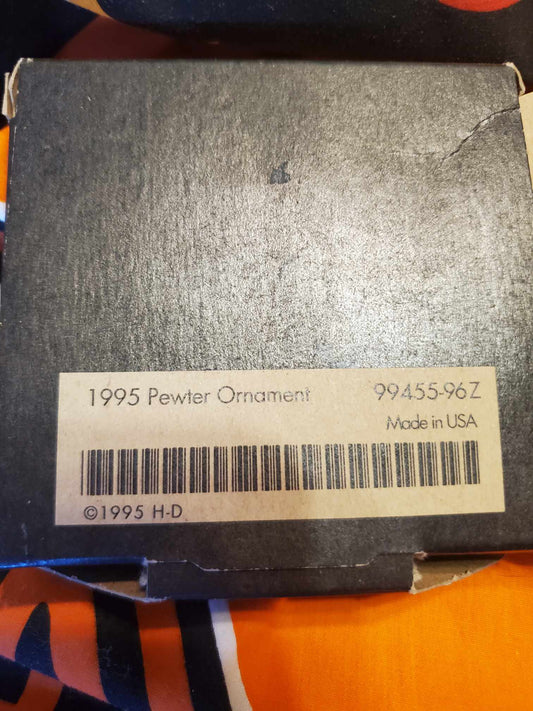 1995 Pewter Ornament 99455-96Z
Made in USA
©1995 H-D